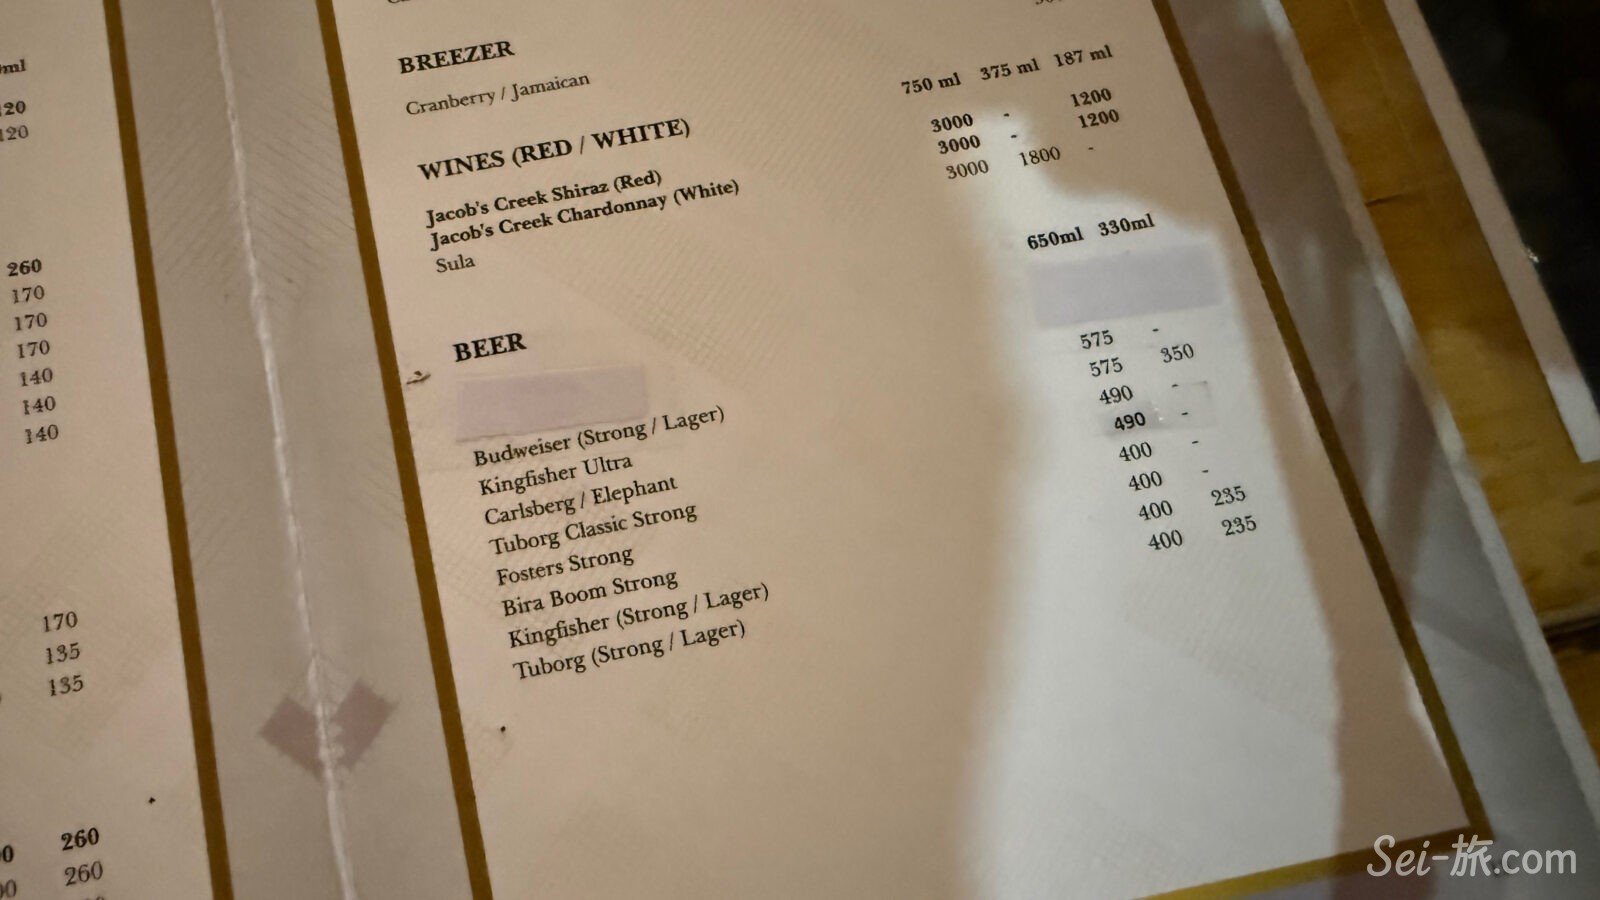 ml
120
120
260
170
170
170
140
140
140
170
135
135
260
260
BREEZER
Cranberry / Jamaican
WINES (RED / WHITE) 750 ml 375 ml 187 ml
Jacob's Creek Shiraz (Red) 3000 - 1200
Jacob's Creek Chardonnay (White) 3000 - 1200
Sula 3000 1800 -
BEER 650ml 330ml
Budweiser (Strong / Lager) 575 -
Kingfisher Ultra 575 350
Carlsberg / Elephant 490 -
Tuborg Classic Strong 490 -
Fosters Strong 400 -
Bira Boom Strong 400 -
Kingfisher (Strong / Lager) 400 235
Tuborg (Strong / Lager) 400 235
Sei-旅.com